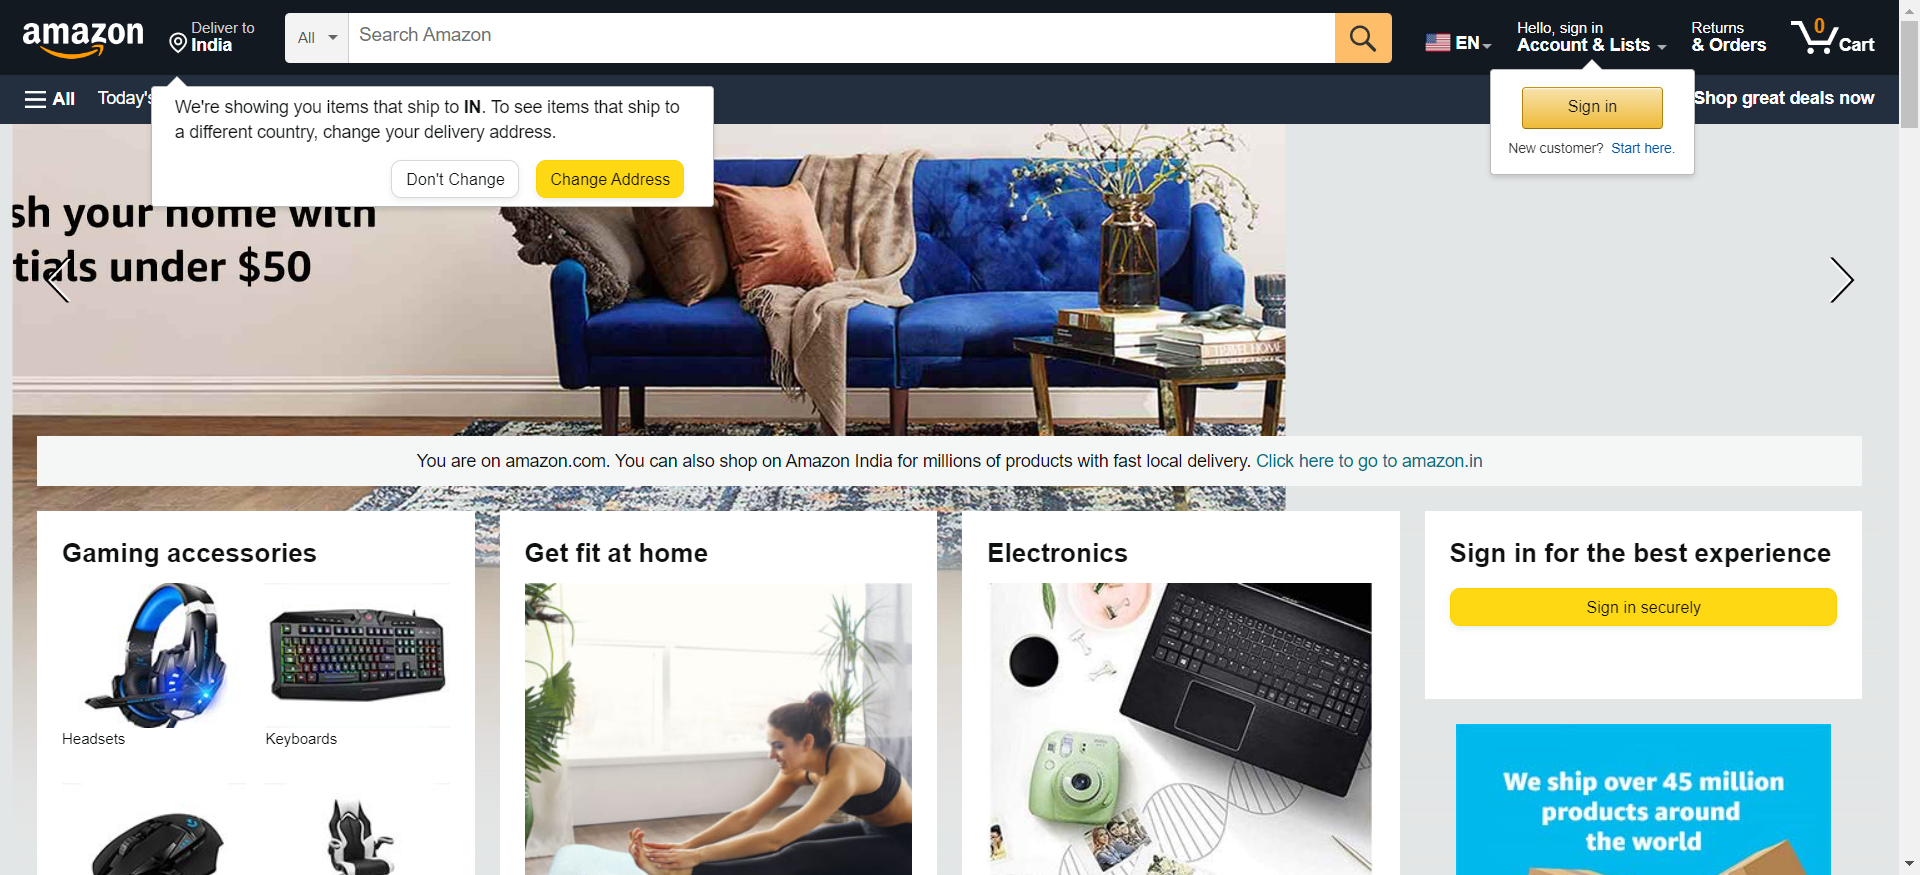 amazon
Deliver to
India
All
Search Amazon
EN
Hello, sign in
Account & Lists
Returns
& Orders
0
Cart
All
Today's
Shop great deals now
We're showing you items that ship to IN. To see items that ship to
a different country, change your delivery address.
Don't Change
Change Address
Sign in
New customer? Start here.
sh your home with
tials under $50
TRAVEL HOME
You are on amazon.com. You can also shop on Amazon India for millions of products with fast local delivery. Click here to go to amazon.in
Gaming accessories
Headsets
Keyboards
Get fit at home
Electronics
Sign in for the best experience
Sign in securely
We ship over 45 million
products around
the world